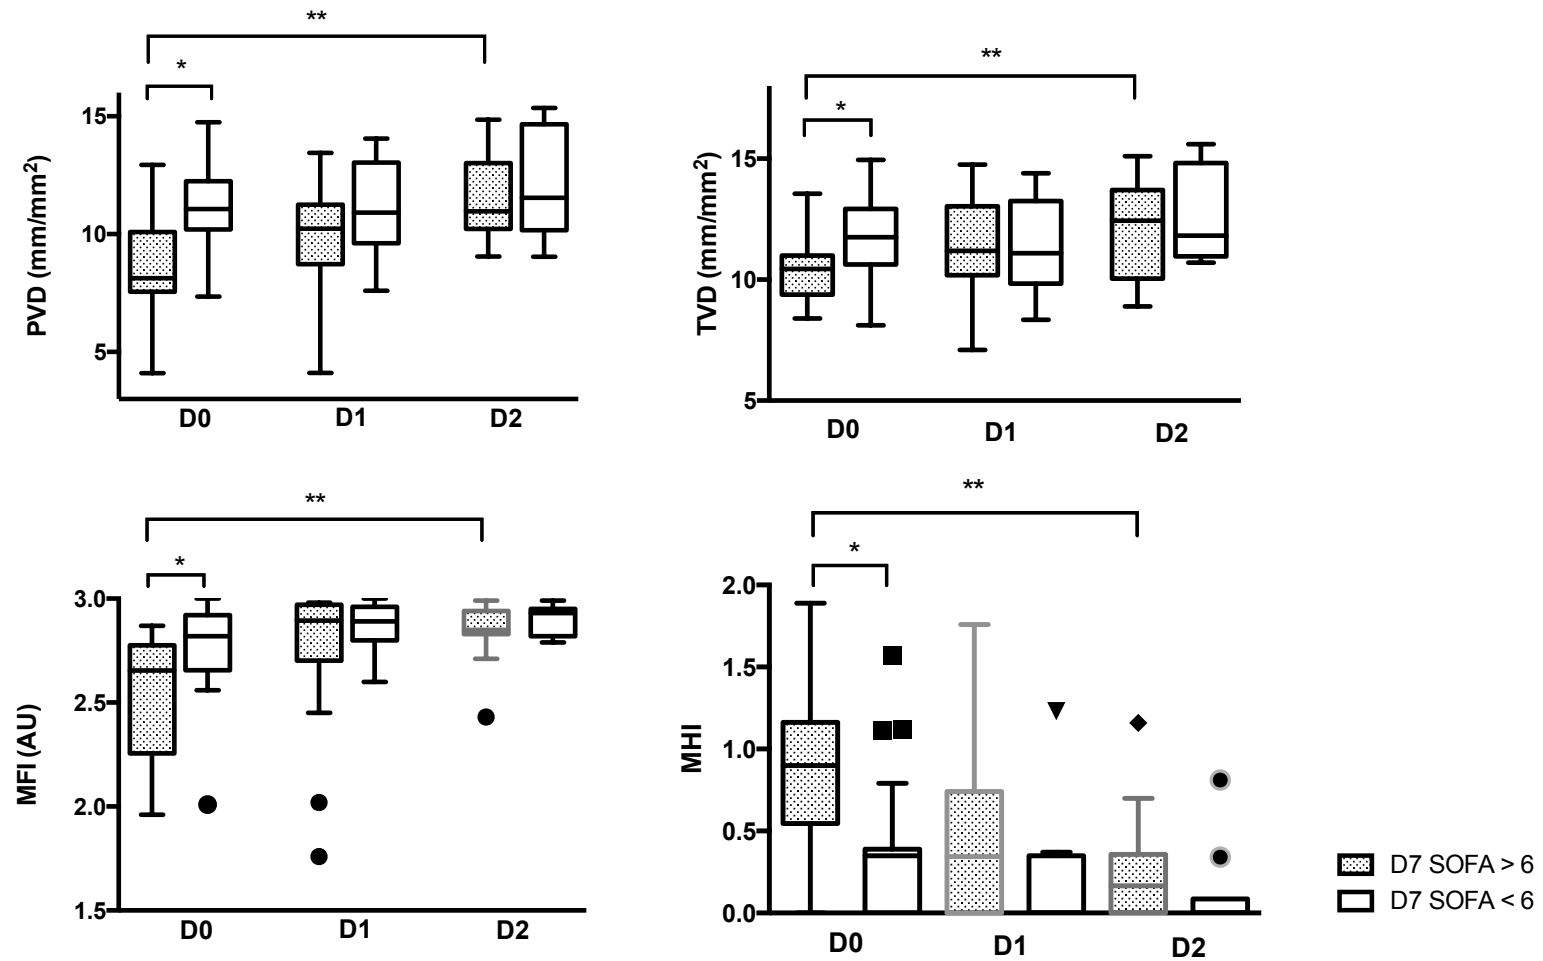 **
*
15
10
5
PVD (mm/mm²)
D0 D1 D2
**
*
15
10
5
TVD (mm/mm²)
D0 D1 D2
**
*
3.0
2.5
2.0
1.5
MFI (AU)
D0 D1 D2
**
*
2.0
1.5
1.0
0.5
0.0
MHI
D0 D1 D2
D7 SOFA > 6
D7 SOFA < 6